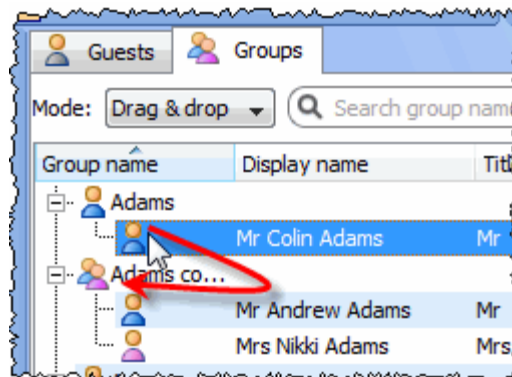 Guests Groups
Mode: Drag & drop Search group nam
Group name Display name Titl
Adams
Mr Colin Adams Mr
Adams co...
Mr Andrew Adams Mr
Mrs Nikki Adams Mrs